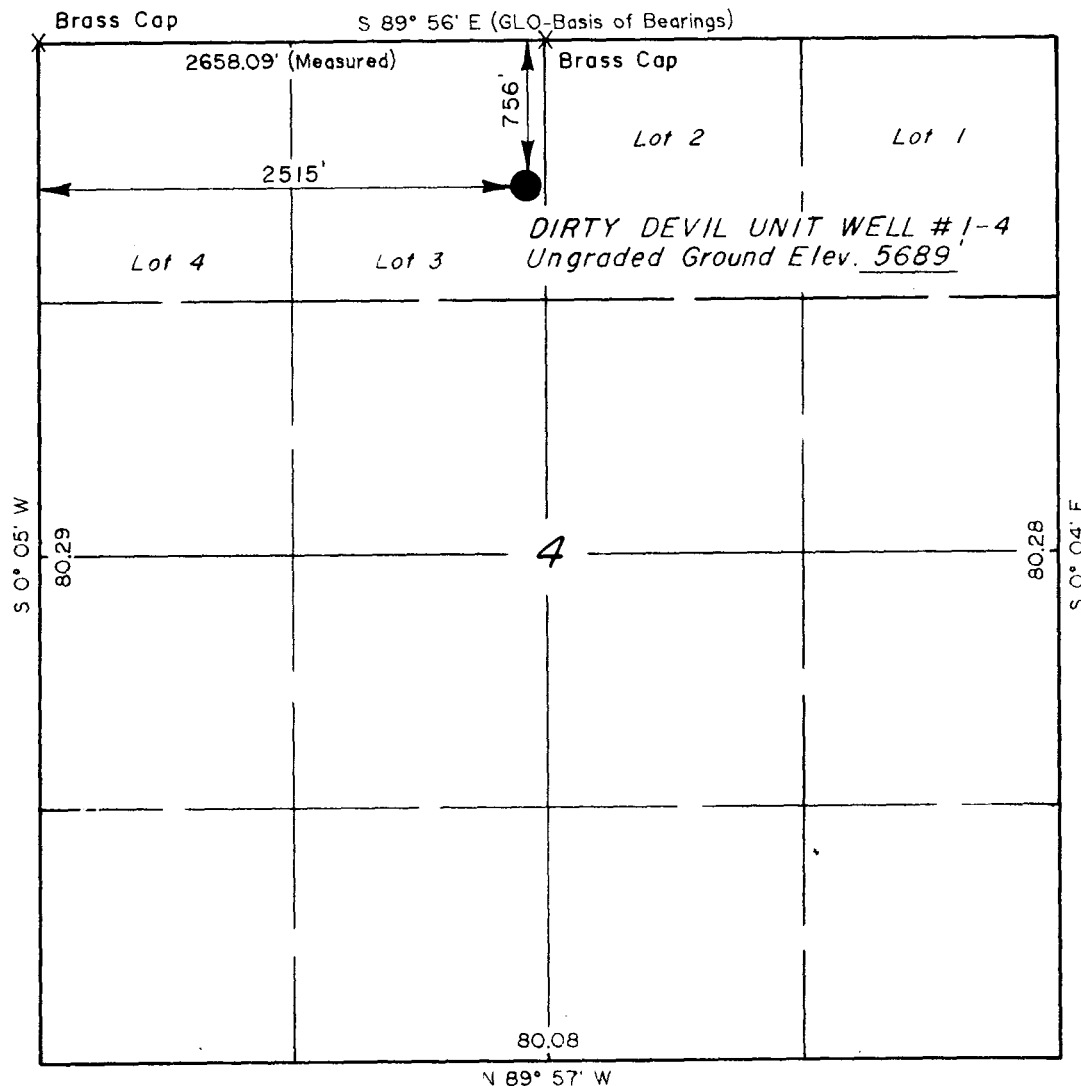 Brass Cap
S 89° 56' E (GLO-Basis of Bearings)
2658.09' (Measured)
Brass Cap
756'
Lot 2
Lot 1
2515'
DIRTY DEVIL UNIT WELL #1-4
Ungraded Ground Elev. 5689'
Lot 4
Lot 3
S 0° 05' W
80.29
4
80.28
S 0° 04' E
80.08
N 89° 57' W